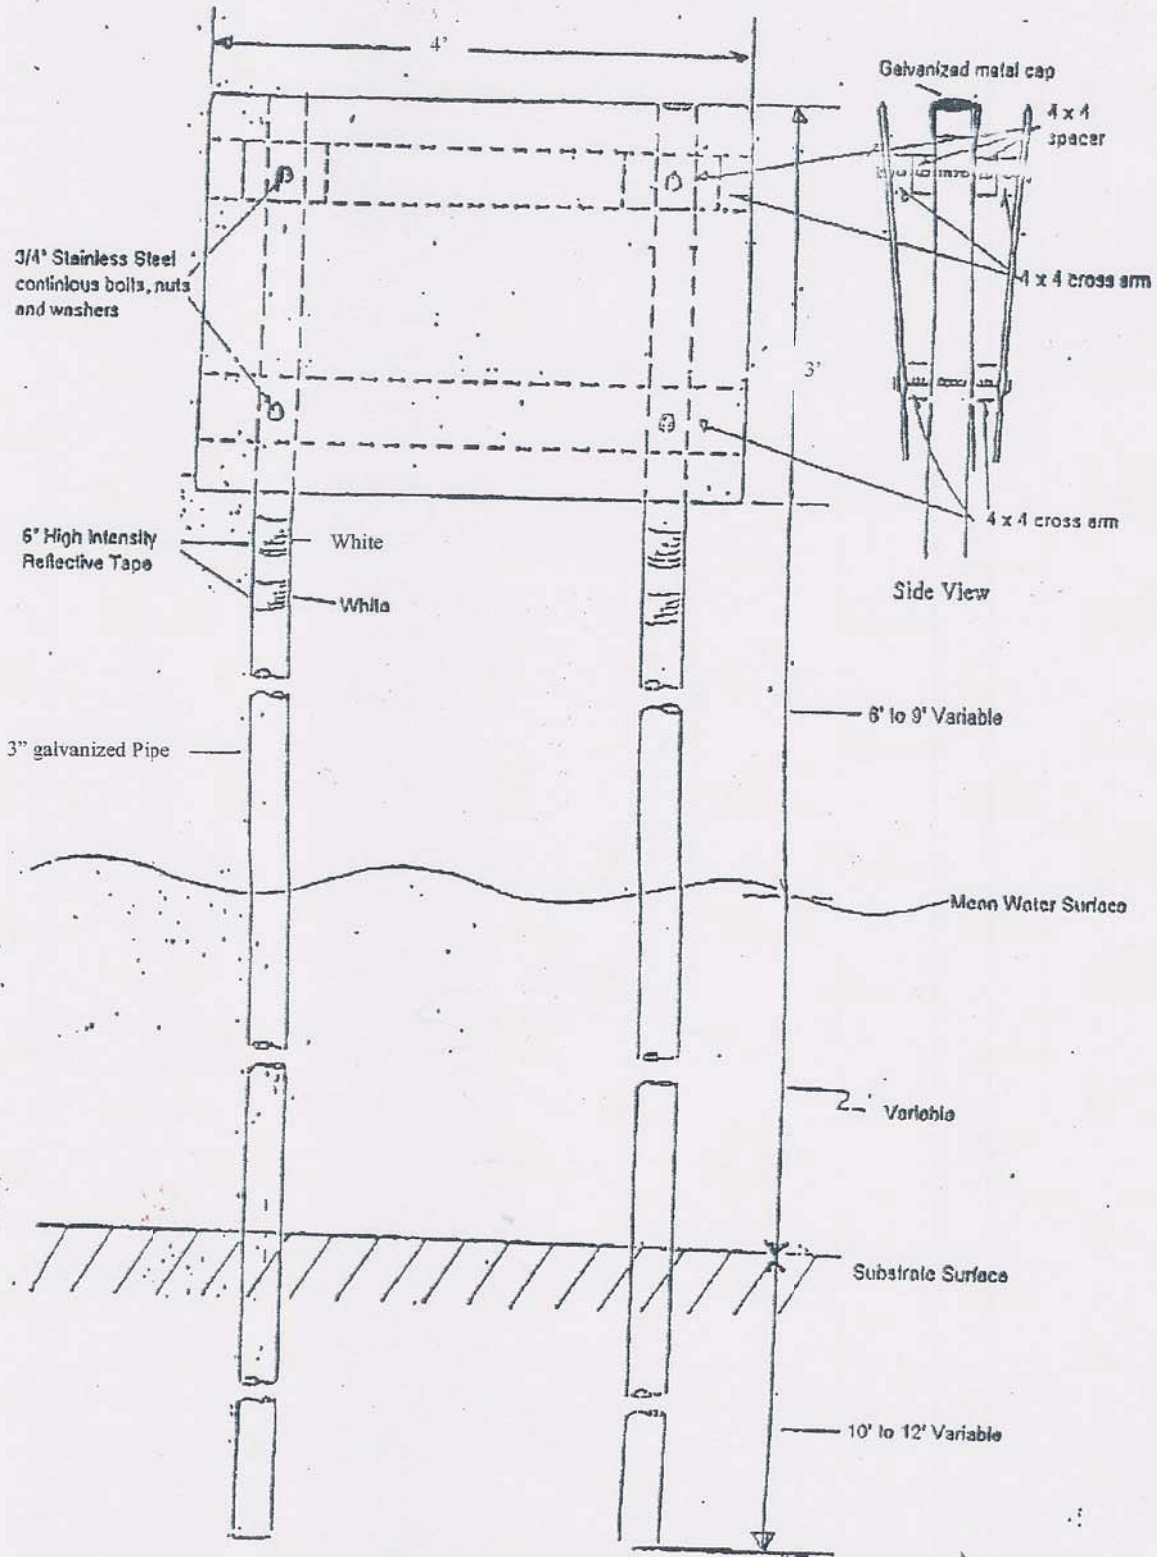 4'
Galvanized metal cap
4 x 4
spacer
3/4" Stainless Steel
continious bolts, nuts
and washers
4 x 4 cross arm
3'
4 x 4 cross arm
6" High Intensity
Reflective Tape
White
White
Side View
6' to 9' Variable
3" galvanized Pipe
Mean Water Surface
Variable
Substrate Surface
10' to 12' Variable